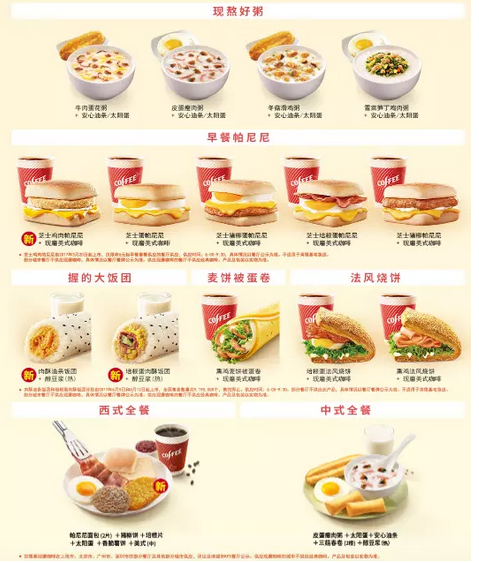 现熬好粥
牛肉蛋花粥
+ 安心油条/太阳蛋
皮蛋瘦肉粥
+ 安心油条/太阳蛋
冬菇滑鸡粥
+ 安心油条/太阳蛋
雪菜笋丁鸡肉粥
+ 安心油条/太阳蛋
早餐帕尼尼
COFFEE
COFFEE
COFFEE
COFFEE
COFFEE
新
芝士鸡肉帕尼尼
+ 现磨美式咖啡
芝士蛋帕尼尼
+ 现磨美式咖啡
芝士猪柳蛋帕尼尼
+ 现磨美式咖啡
芝士培根蛋帕尼尼
+ 现磨美式咖啡
芝士猪柳帕尼尼
+ 现磨美式咖啡
握的大饭团
麦饼被蛋卷
法风烧饼
COFFEE
COFFEE
COFFEE
新
肉酥油条饭团
+ 醇豆浆(热)
新
培根蛋肉酥饭团
+ 醇豆浆(热)
熏鸡麦饼被蛋卷
+ 现磨美式咖啡
培根蛋法风烧饼
+ 现磨美式咖啡
熏鸡法风烧饼
+ 现磨美式咖啡
西式全餐
中式全餐
COFFEE
新
帕尼尼面包(2片) +猪柳饼 +培根片
+太阳蛋 +香脆薯饼 +美式(中)
皮蛋瘦肉粥 +太阳蛋+安心油条
+三菇春卷(2根) +醇豆浆(热)